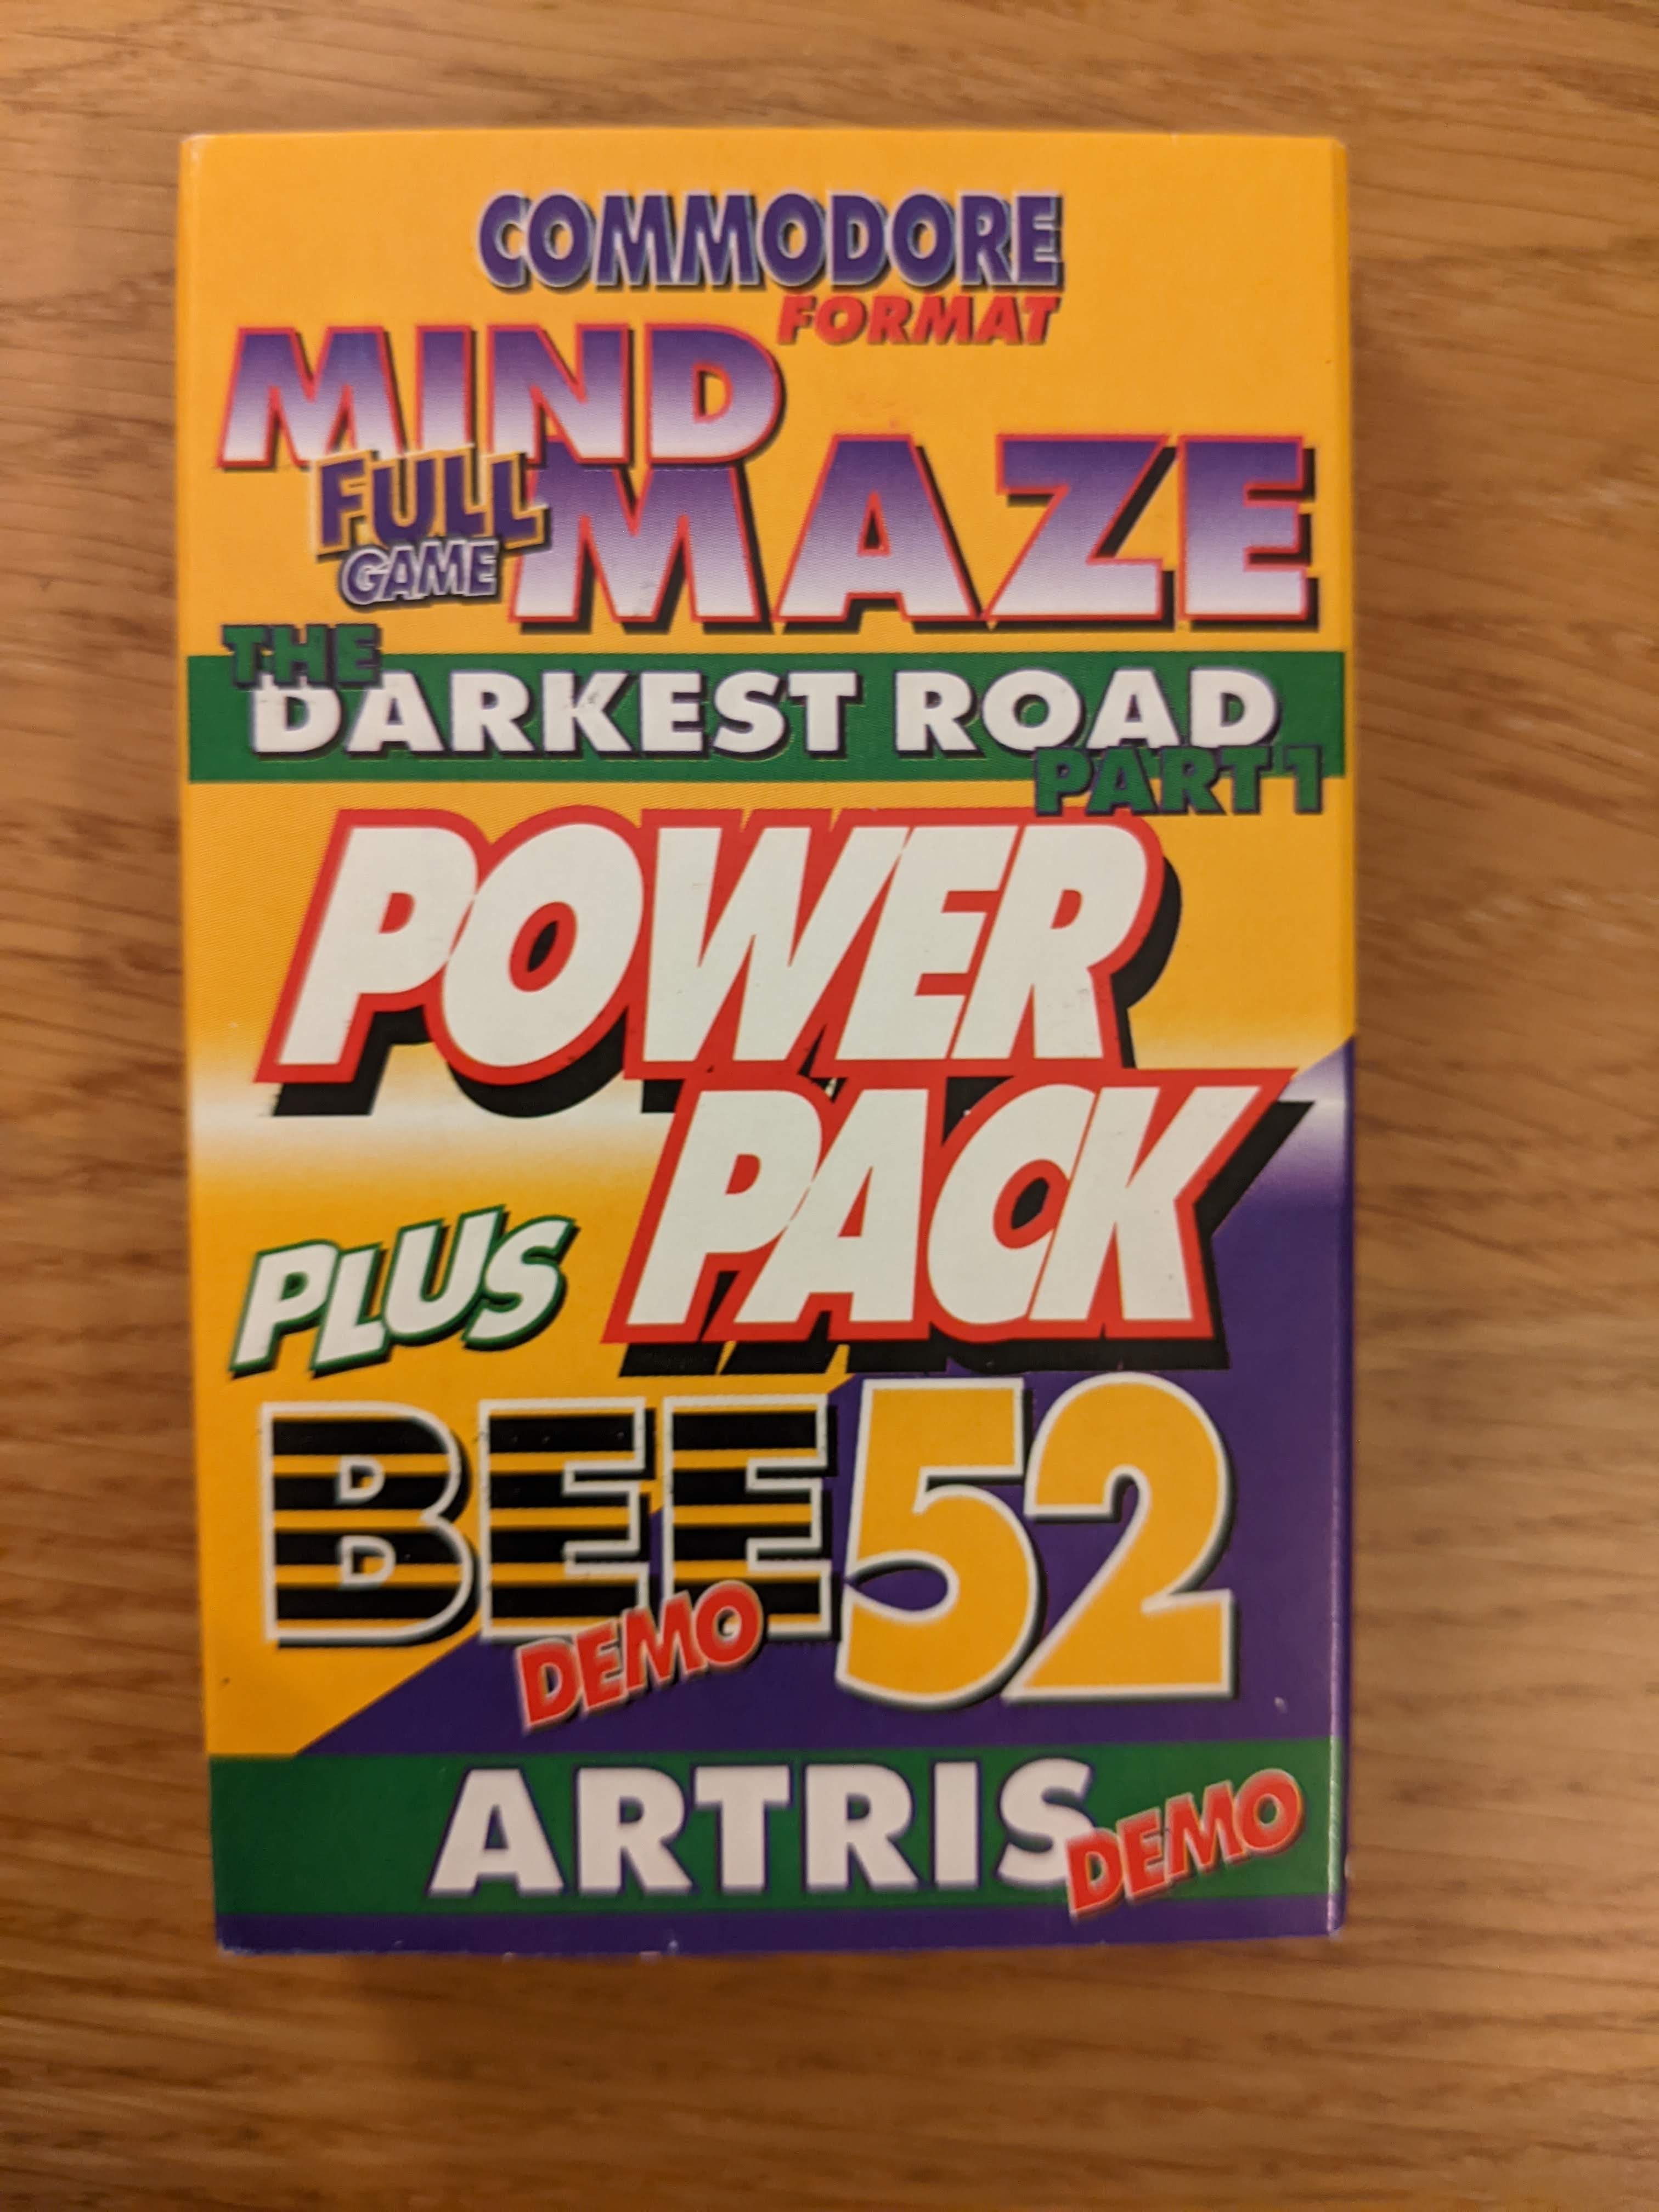 COMMODORE
FORMAT
MIND
MAZE
FULL
GAME
THE
DARKEST ROAD
PART 1
POWER
PACK
PLUS
BEE 52
DEMO
ARTRIS
DEMO